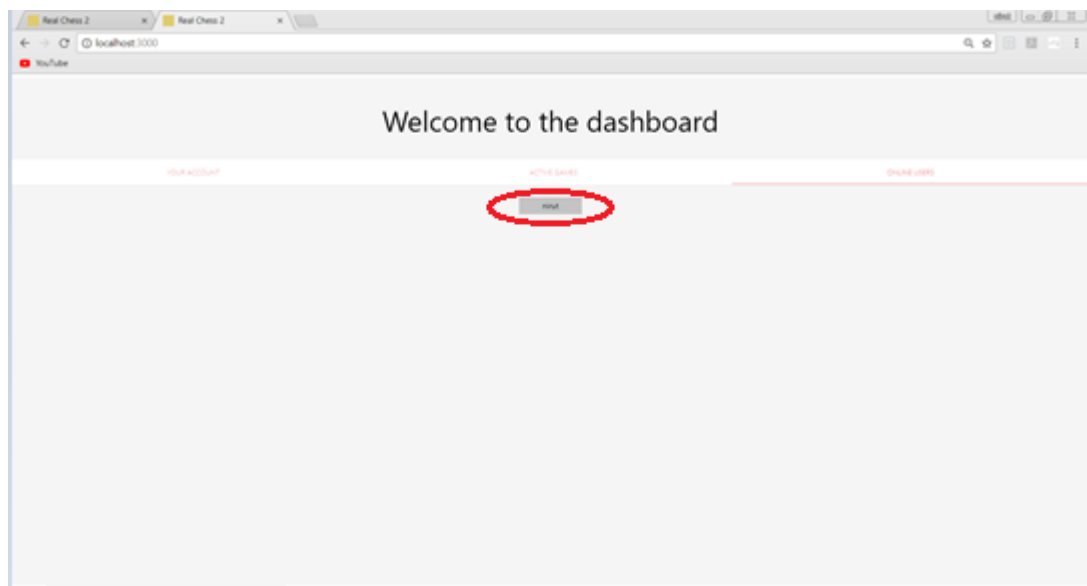 Real Chess 2
Real Chess 2
localhost:3000
YouTube
Welcome to the dashboard
YOUR ACCOUNT
ACTIVE GAMES
ONLINE USERS